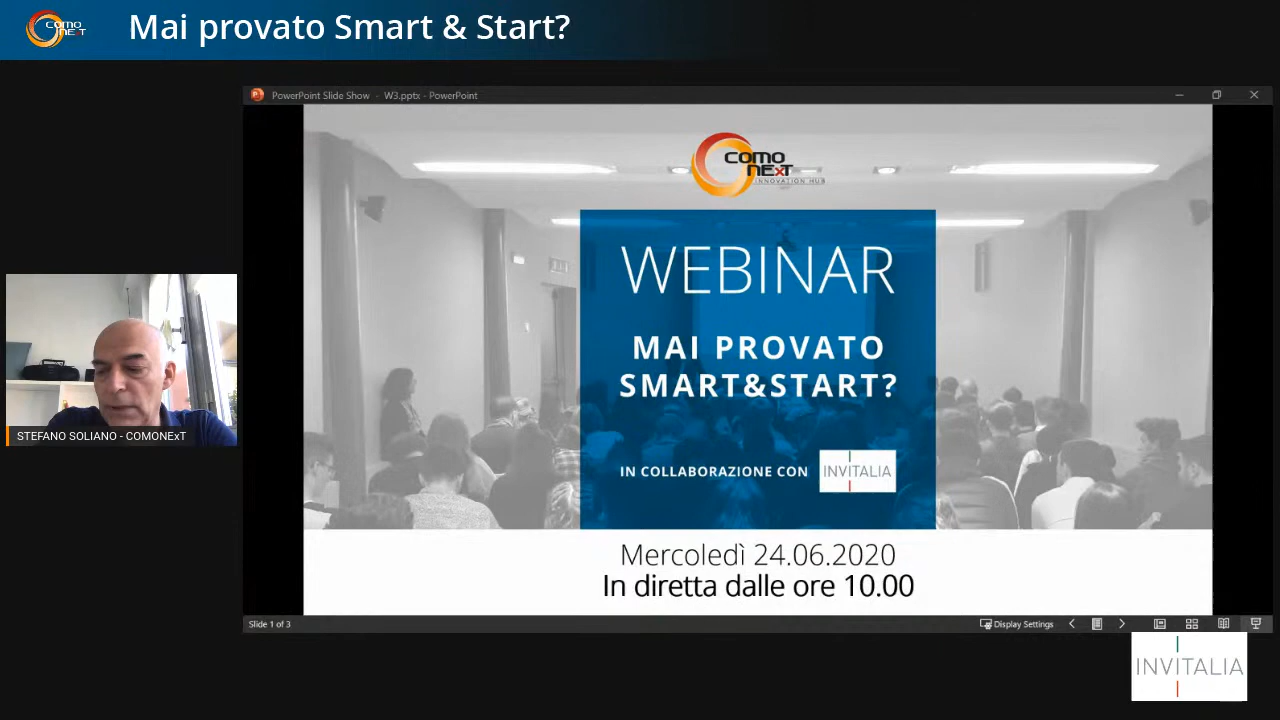 COMO
NExT
Mai provato Smart & Start?
PowerPoint Slide Show - W3.pptx - PowerPoint
COMO
NExT
INNOVATION HUB
WEBINAR
MAI PROVATO
SMART&START?
IN COLLABORAZIONE CON INVITALIA
Mercoledì 24.06.2020
In diretta dalle ore 10.00
STEFANO SOLIANO - COMONExT
Slide 1 of 3
Display Settings
INVITALIA